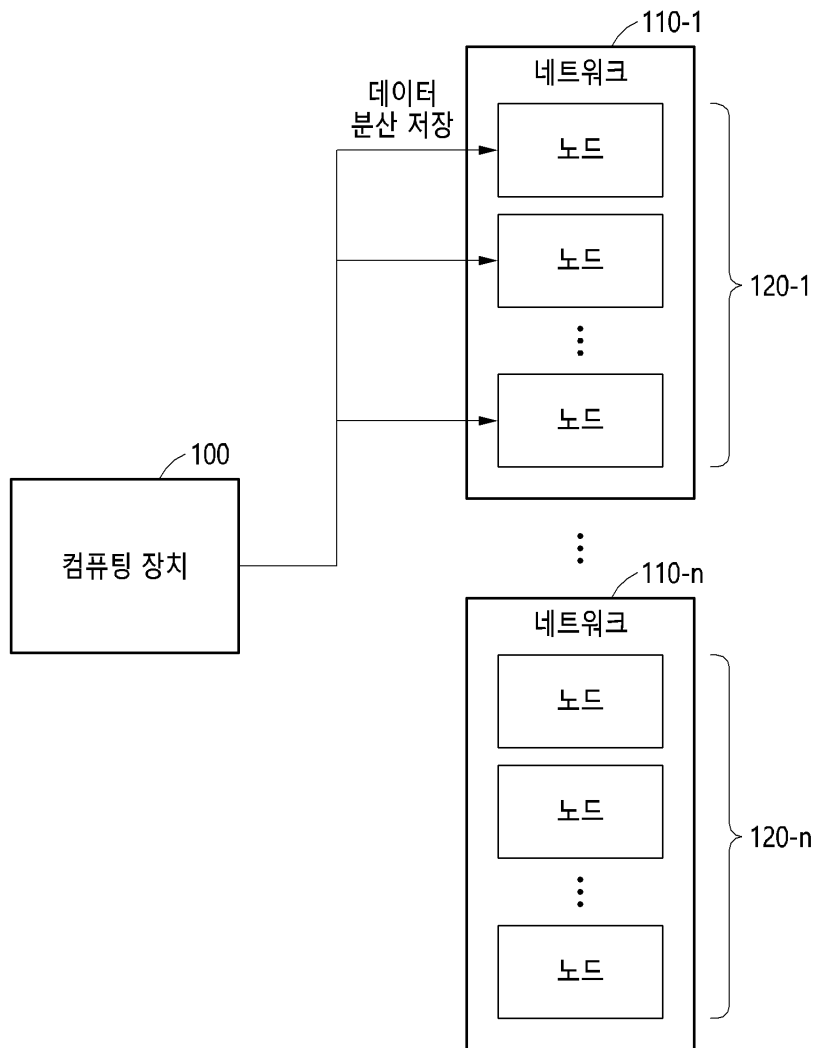 110-1
네트워크
데이터
분산 저장
노드
노드
120-1
노드
100
컴퓨팅 장치
110-n
네트워크
노드
노드
120-n
노드